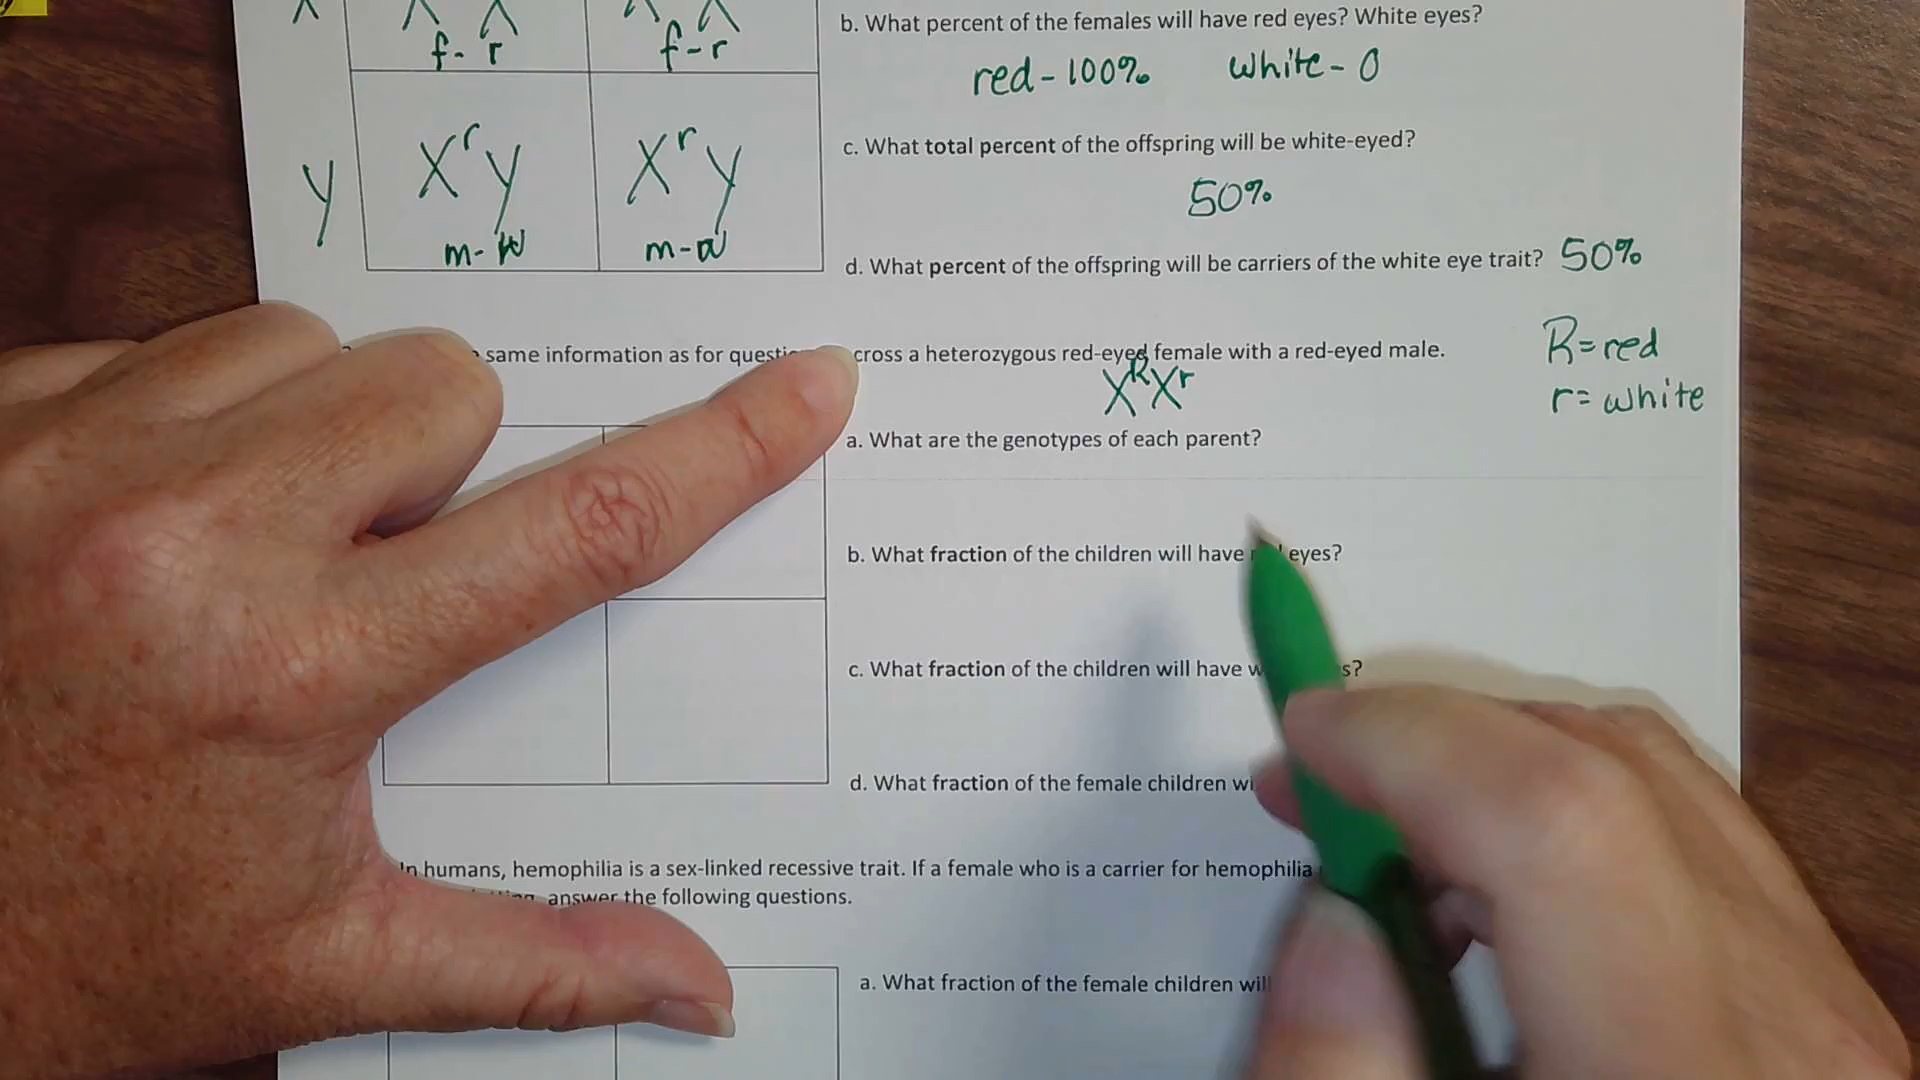 b. What percent of the females will have red eyes? White eyes?
f- r
f-r
red - 100% white - 0
X^r y X^r y
c. What total percent of the offspring will be white-eyed?
y
50%
m-w m-w
d. What percent of the offspring will be carriers of the white eye trait? 50%
same information as for cross a heterozygous red-eyed female with a red-eyed male.
R=red
X^R X^r
r= white
a. What are the genotypes of each parent?
b. What fraction of the children will have eyes?
c. What fraction of the children will have
d. What fraction of the female children
In humans, hemophilia is a sex-linked recessive trait. If a female who is a carrier for hemophilia
answer the following questions.
a. What fraction of the female children will